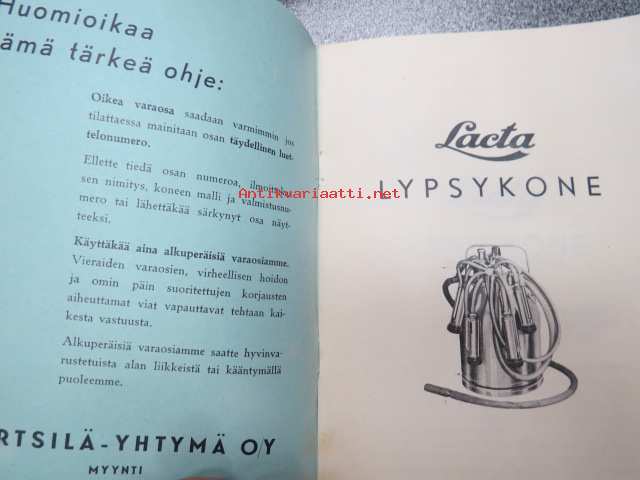 Huomioikaa
ämä tärkeä ohje:
Oikea varaosa saadaan varmimmin jos
tilattaessa mainitaan osan täydellinen luet-
telonumero.
Ellette tiedä osan numeroa, ilmoittakaa
sen nimitys, koneen malli ja valmistusnu-
mero tai lähettäkää särkynyt osa näyt-
teeksi.
Käyttäkää aina alkuperäisiä varaosiamme.
Vieraiden varaosien, virheellisen hoidon
ja omin päin suoritettujen korjausten
aiheuttamat viat vapauttavat tehtaan kai-
kesta vastuusta.
Alkuperäisiä varaosiamme saatte hyvinva-
rustetuista alan liikkeistä tai kääntymällä
puoleemme.
RTSILÄ-YHTYMÄ O/Y
MYYNTI
Lacta
LYPSYKONE
Antikvariaatti.net